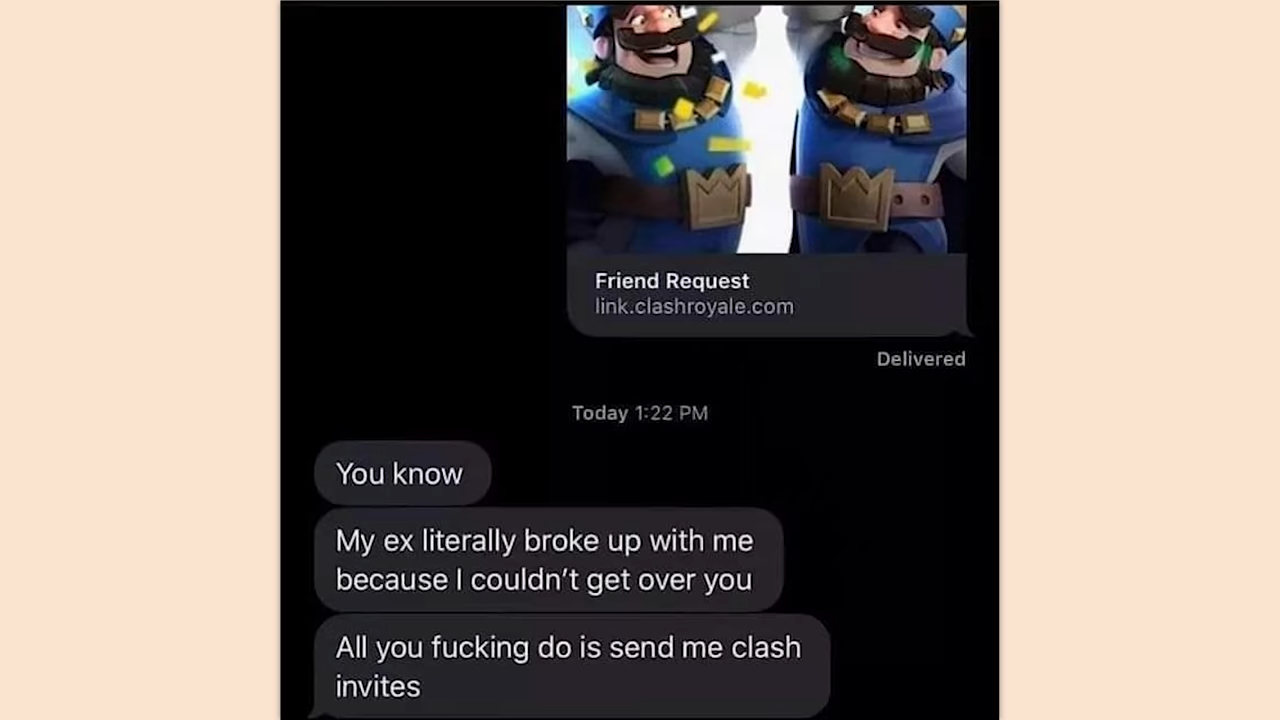 Friend Request
link.clashroyale.com
Delivered
Today 1:22 PM
You know
My ex literally broke up with me
because I couldn’t get over you
All you fucking do is send me clash
invites